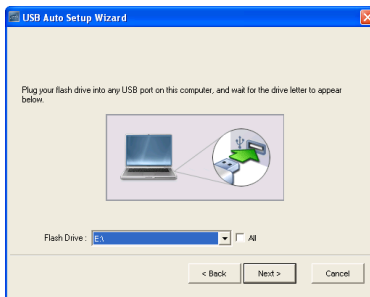 USB Auto Setup Wizard
Plug your flash drive into any USB port on this computer, and wait for the drive letter to appear
below.
Flash Drive : E:\ All
< Back Next > Cancel